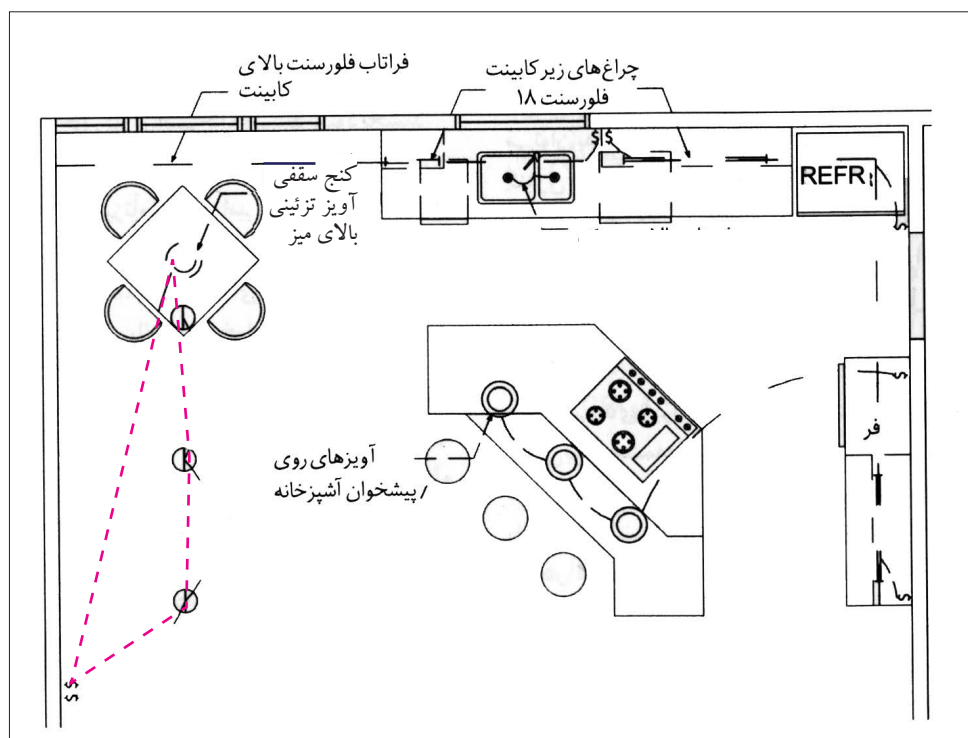 فراتاب فلورسنت بالای
کابینت
چراغ‌های زیر کابینت
فلورسنت ۱۸
کنج سقفی
آویز تزئینی
بالای میز
REFR.
فر
آویزهای روی
پیشخوان آشپزخانه
$$
$
$
$
$
$
$
$